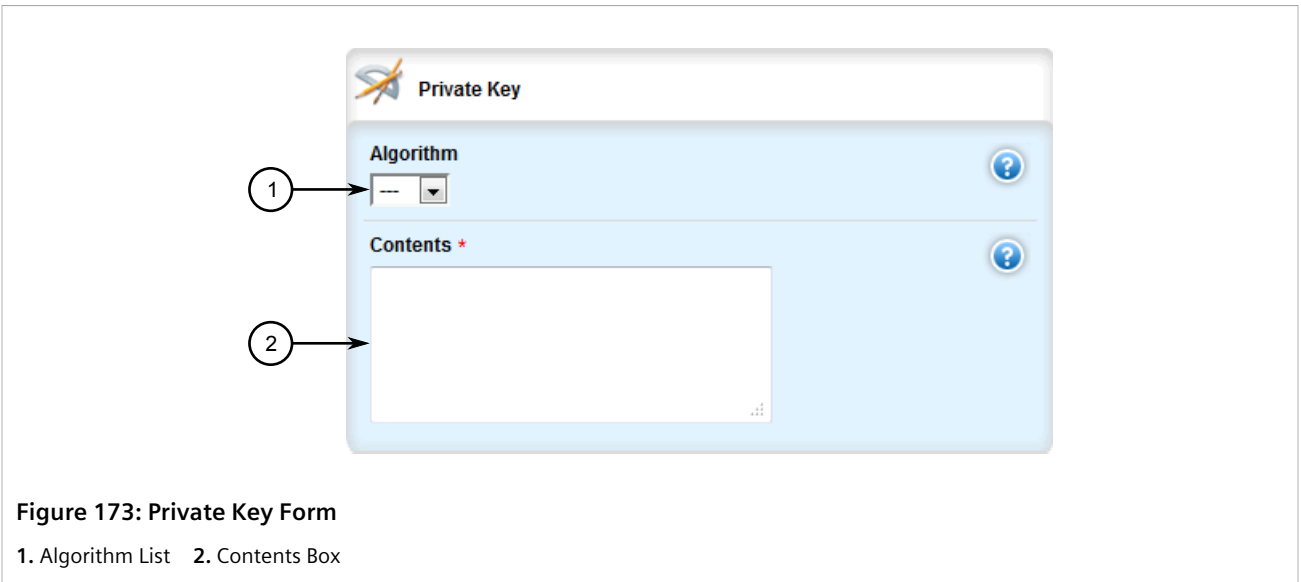 Private Key
Algorithm
?
1
---
Contents *
?
2
Figure 173: Private Key Form
1. Algorithm List 2. Contents Box